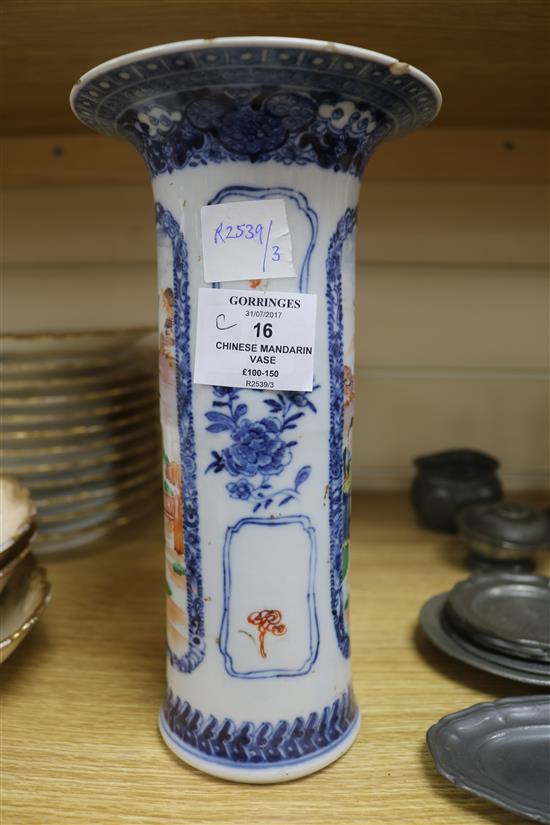 R2539/3
GORRINGES
31/07/2017
C 16
CHINESE MANDARIN
VASE
£100-150
R2539/3